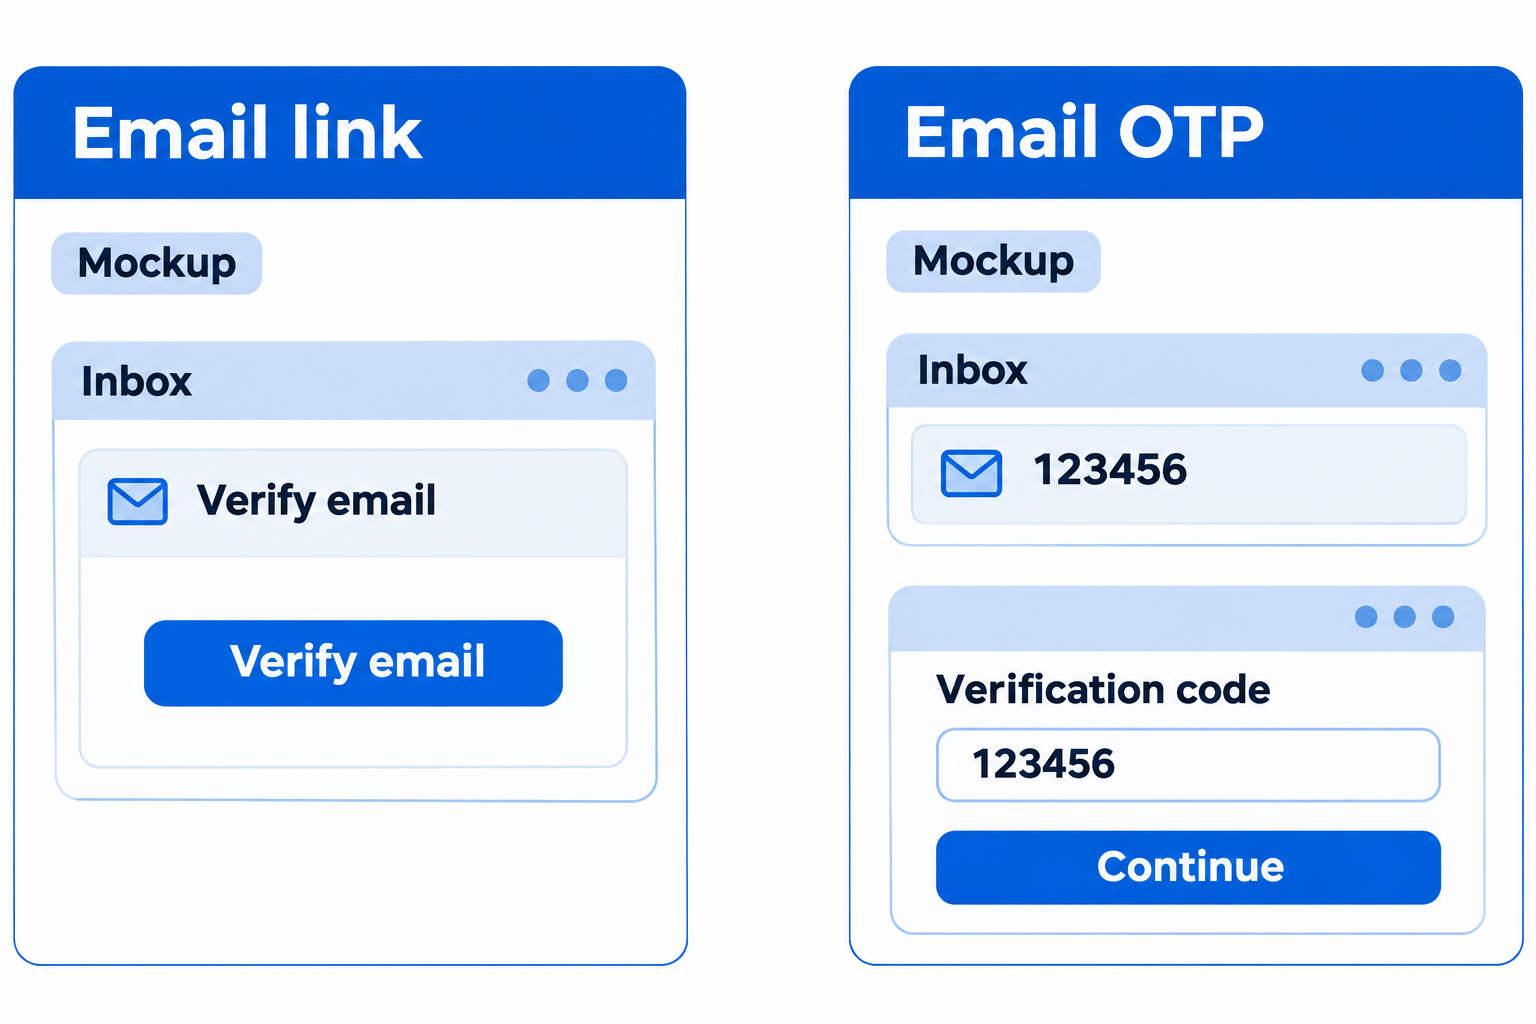 Email link
Mockup
Inbox
Verify email
Verify email
Email OTP
Mockup
Inbox
123456
Verification code
123456
Continue